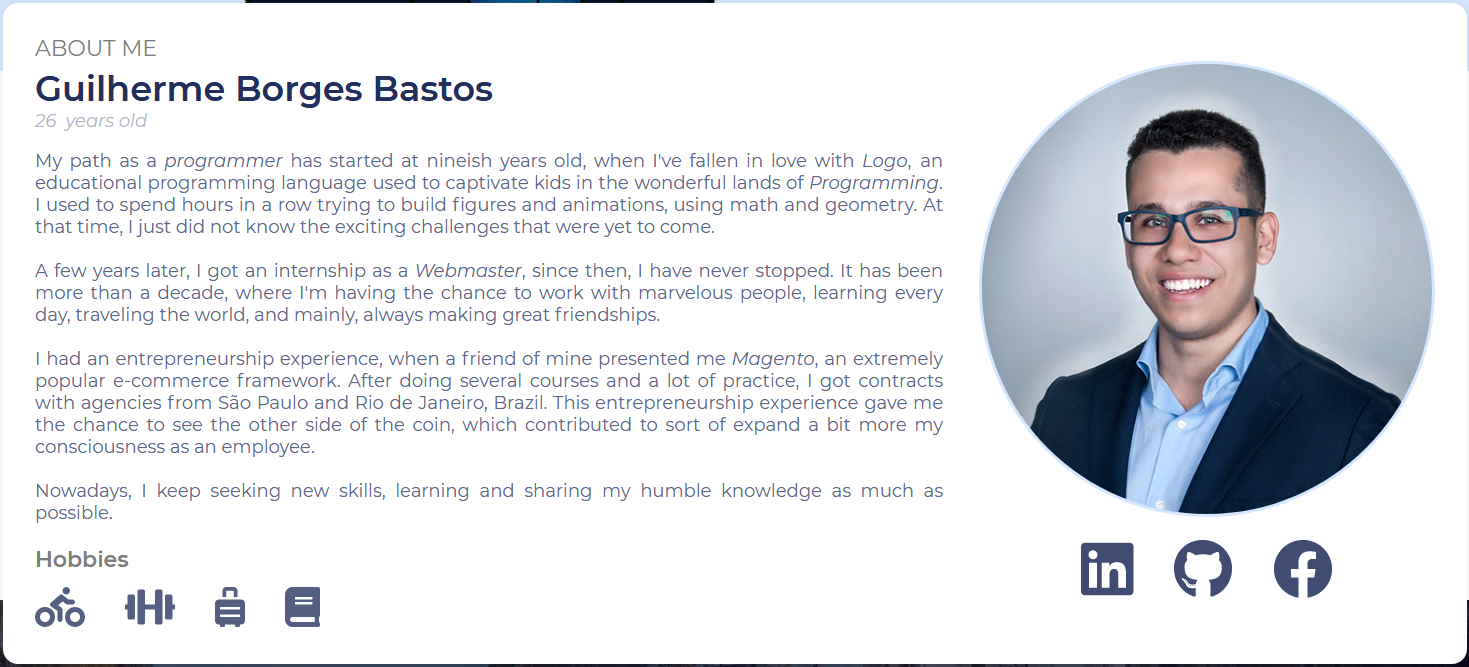 ABOUT ME
Guilherme Borges Bastos
26 years old
My path as a programmer has started at nineish years old, when I've fallen in love with Logo, an
educational programming language used to captivate kids in the wonderful lands of Programming.
I used to spend hours in a row trying to build figures and animations, using math and geometry. At
that time, I just did not know the exciting challenges that were yet to come.
A few years later, I got an internship as a Webmaster, since then, I have never stopped. It has been
more than a decade, where I'm having the chance to work with marvelous people, learning every
day, traveling the world, and mainly, always making great friendships.
I had an entrepreneurship experience, when a friend of mine presented me Magento, an extremely
popular e-commerce framework. After doing several courses and a lot of practice, I got contracts
with agencies from São Paulo and Rio de Janeiro, Brazil. This entrepreneurship experience gave me
the chance to see the other side of the coin, which contributed to sort of expand a bit more my
consciousness as an employee.
Nowadays, I keep seeking new skills, learning and sharing my humble knowledge as much as
possible.
Hobbies
in
f